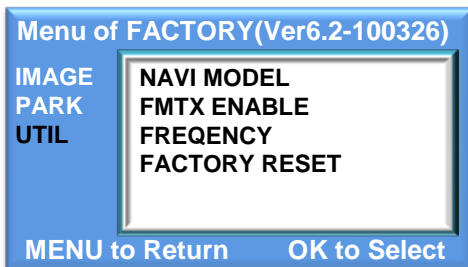 Menu of FACTORY(Ver6.2-100326)
IMAGE
PARK
UTIL
NAVI MODEL
FMTX ENABLE
FREQENCY
FACTORY RESET
MENU to Return
OK to Select